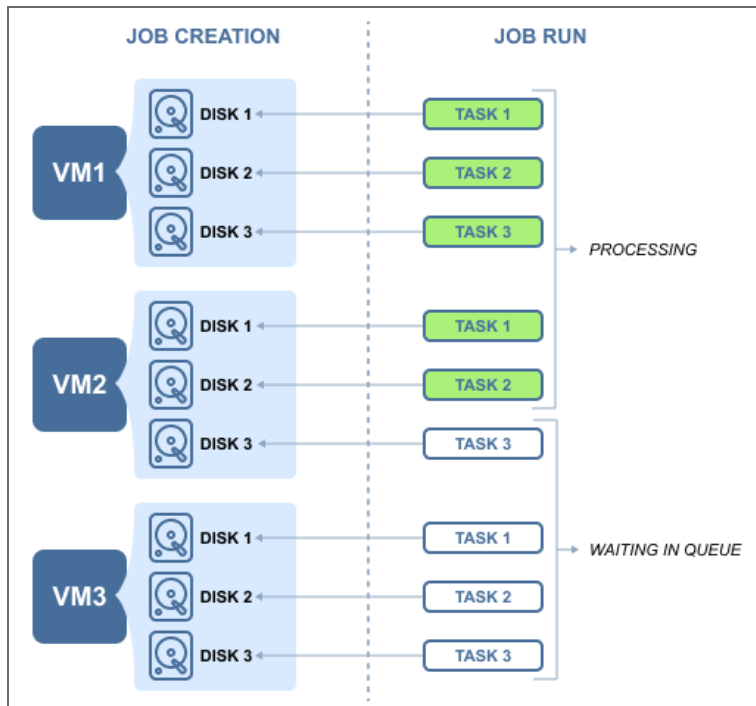 JOB CREATION
JOB RUN
VM1
DISK 1
TASK 1
DISK 2
TASK 2
DISK 3
TASK 3
PROCESSING
VM2
DISK 1
TASK 1
DISK 2
TASK 2
DISK 3
TASK 3
VM3
DISK 1
TASK 1
WAITING IN QUEUE
DISK 2
TASK 2
DISK 3
TASK 3